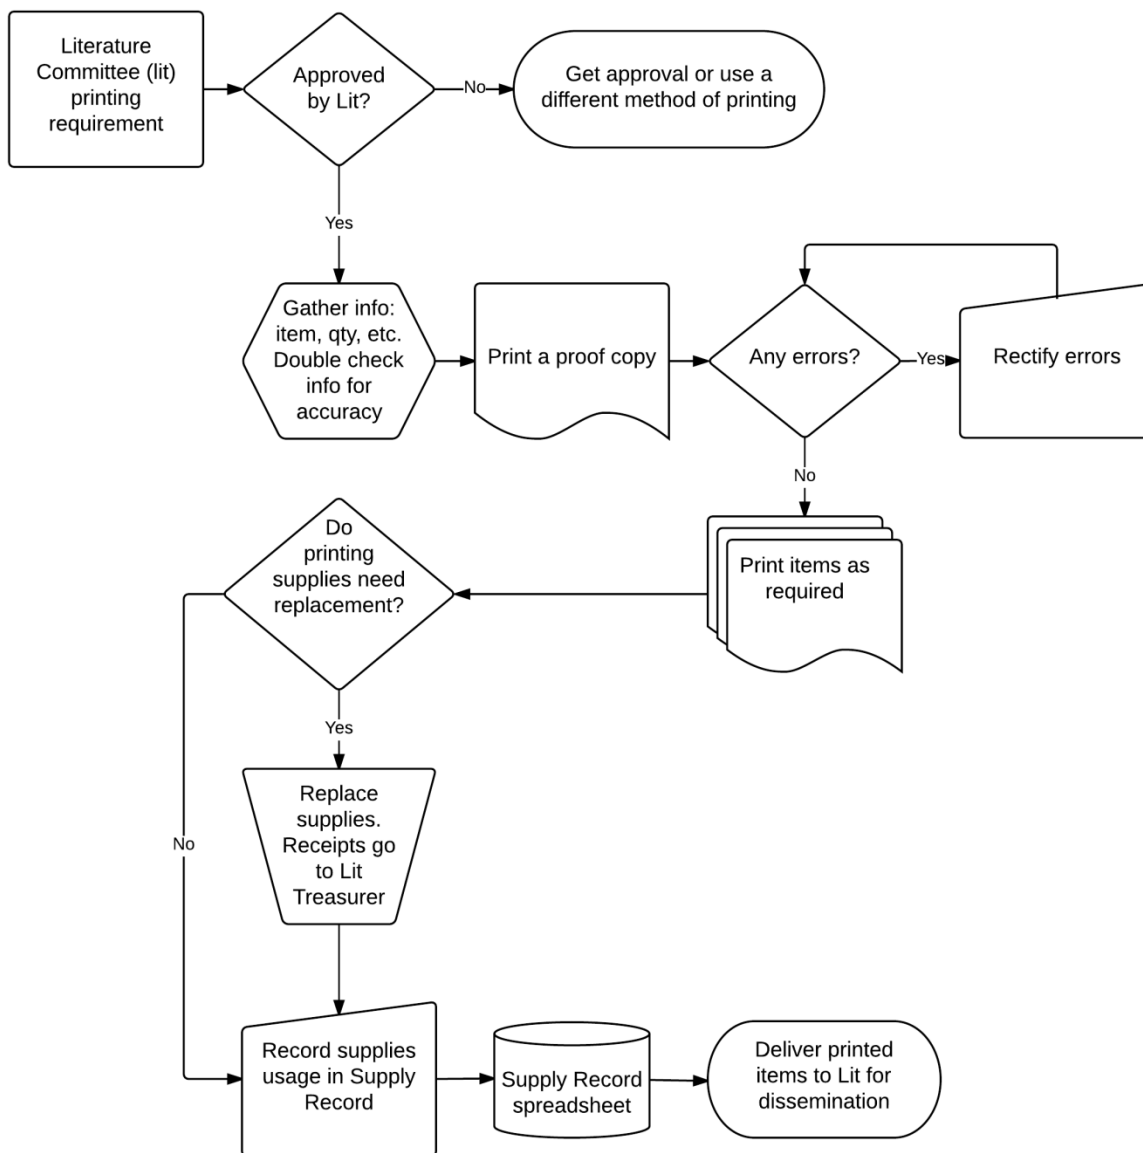 Literature
Committee (lit)
printing
requirement
Approved
by Lit?
No
Get approval or use a
different method of printing
Yes
Gather info:
item, qty, etc.
Double check
info for
accuracy
Print a proof copy
Any errors?
Yes
Rectify errors
No
Print items as
required
Do
printing
supplies need
replacement?
Yes
No
Replace
supplies.
Receipts go
to Lit
Treasurer
Record supplies
usage in Supply
Record
Supply Record
spreadsheet
Deliver printed
items to Lit for
dissemination